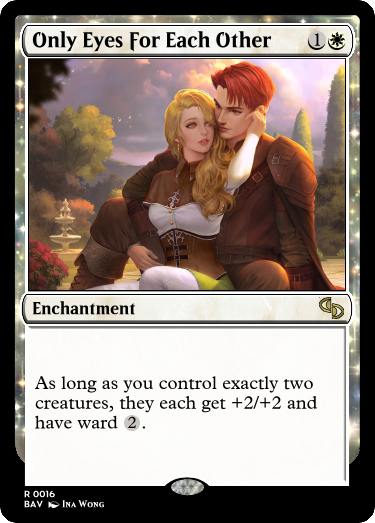 Only Eyes For Each Other 1
Enchantment
As long as you control exactly two
creatures, they each get +2/+2 and
have ward 2.
R 0016
BAV Ina Wong